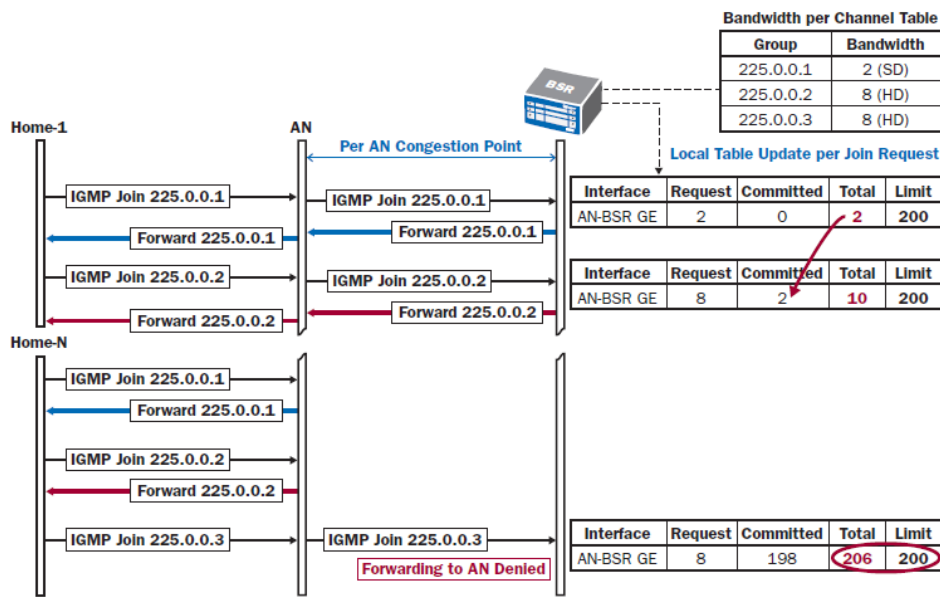 Bandwidth per Channel Table
Group Bandwidth
225.0.0.1 2 (SD)
225.0.0.2 8 (HD)
225.0.0.3 8 (HD)
BSR
Home-1
AN
Per AN Congestion Point
Local Table Update per Join Request
IGMP Join 225.0.0.1
IGMP Join 225.0.0.1
Interface Request Committed Total Limit
AN-BSR GE 2 0 2 200
Forward 225.0.0.1
Forward 225.0.0.1
IGMP Join 225.0.0.2
IGMP Join 225.0.0.2
Interface Request Committed Total Limit
AN-BSR GE 8 2 10 200
Forward 225.0.0.2
Forward 225.0.0.2
Home-N
IGMP Join 225.0.0.1
Forward 225.0.0.1
IGMP Join 225.0.0.2
Forward 225.0.0.2
IGMP Join 225.0.0.3
IGMP Join 225.0.0.3
Interface Request Committed Total Limit
AN-BSR GE 8 198 206 200
Forwarding to AN Denied